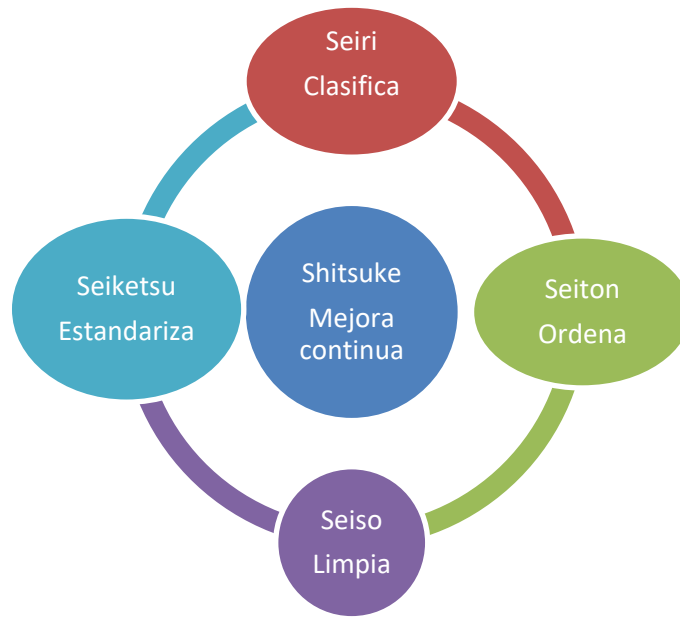 Seiri
Clasifica
Seiketsu
Estandariza
Shitsuke
Mejora
continua
Seiton
Ordena
Seiso
Limpia